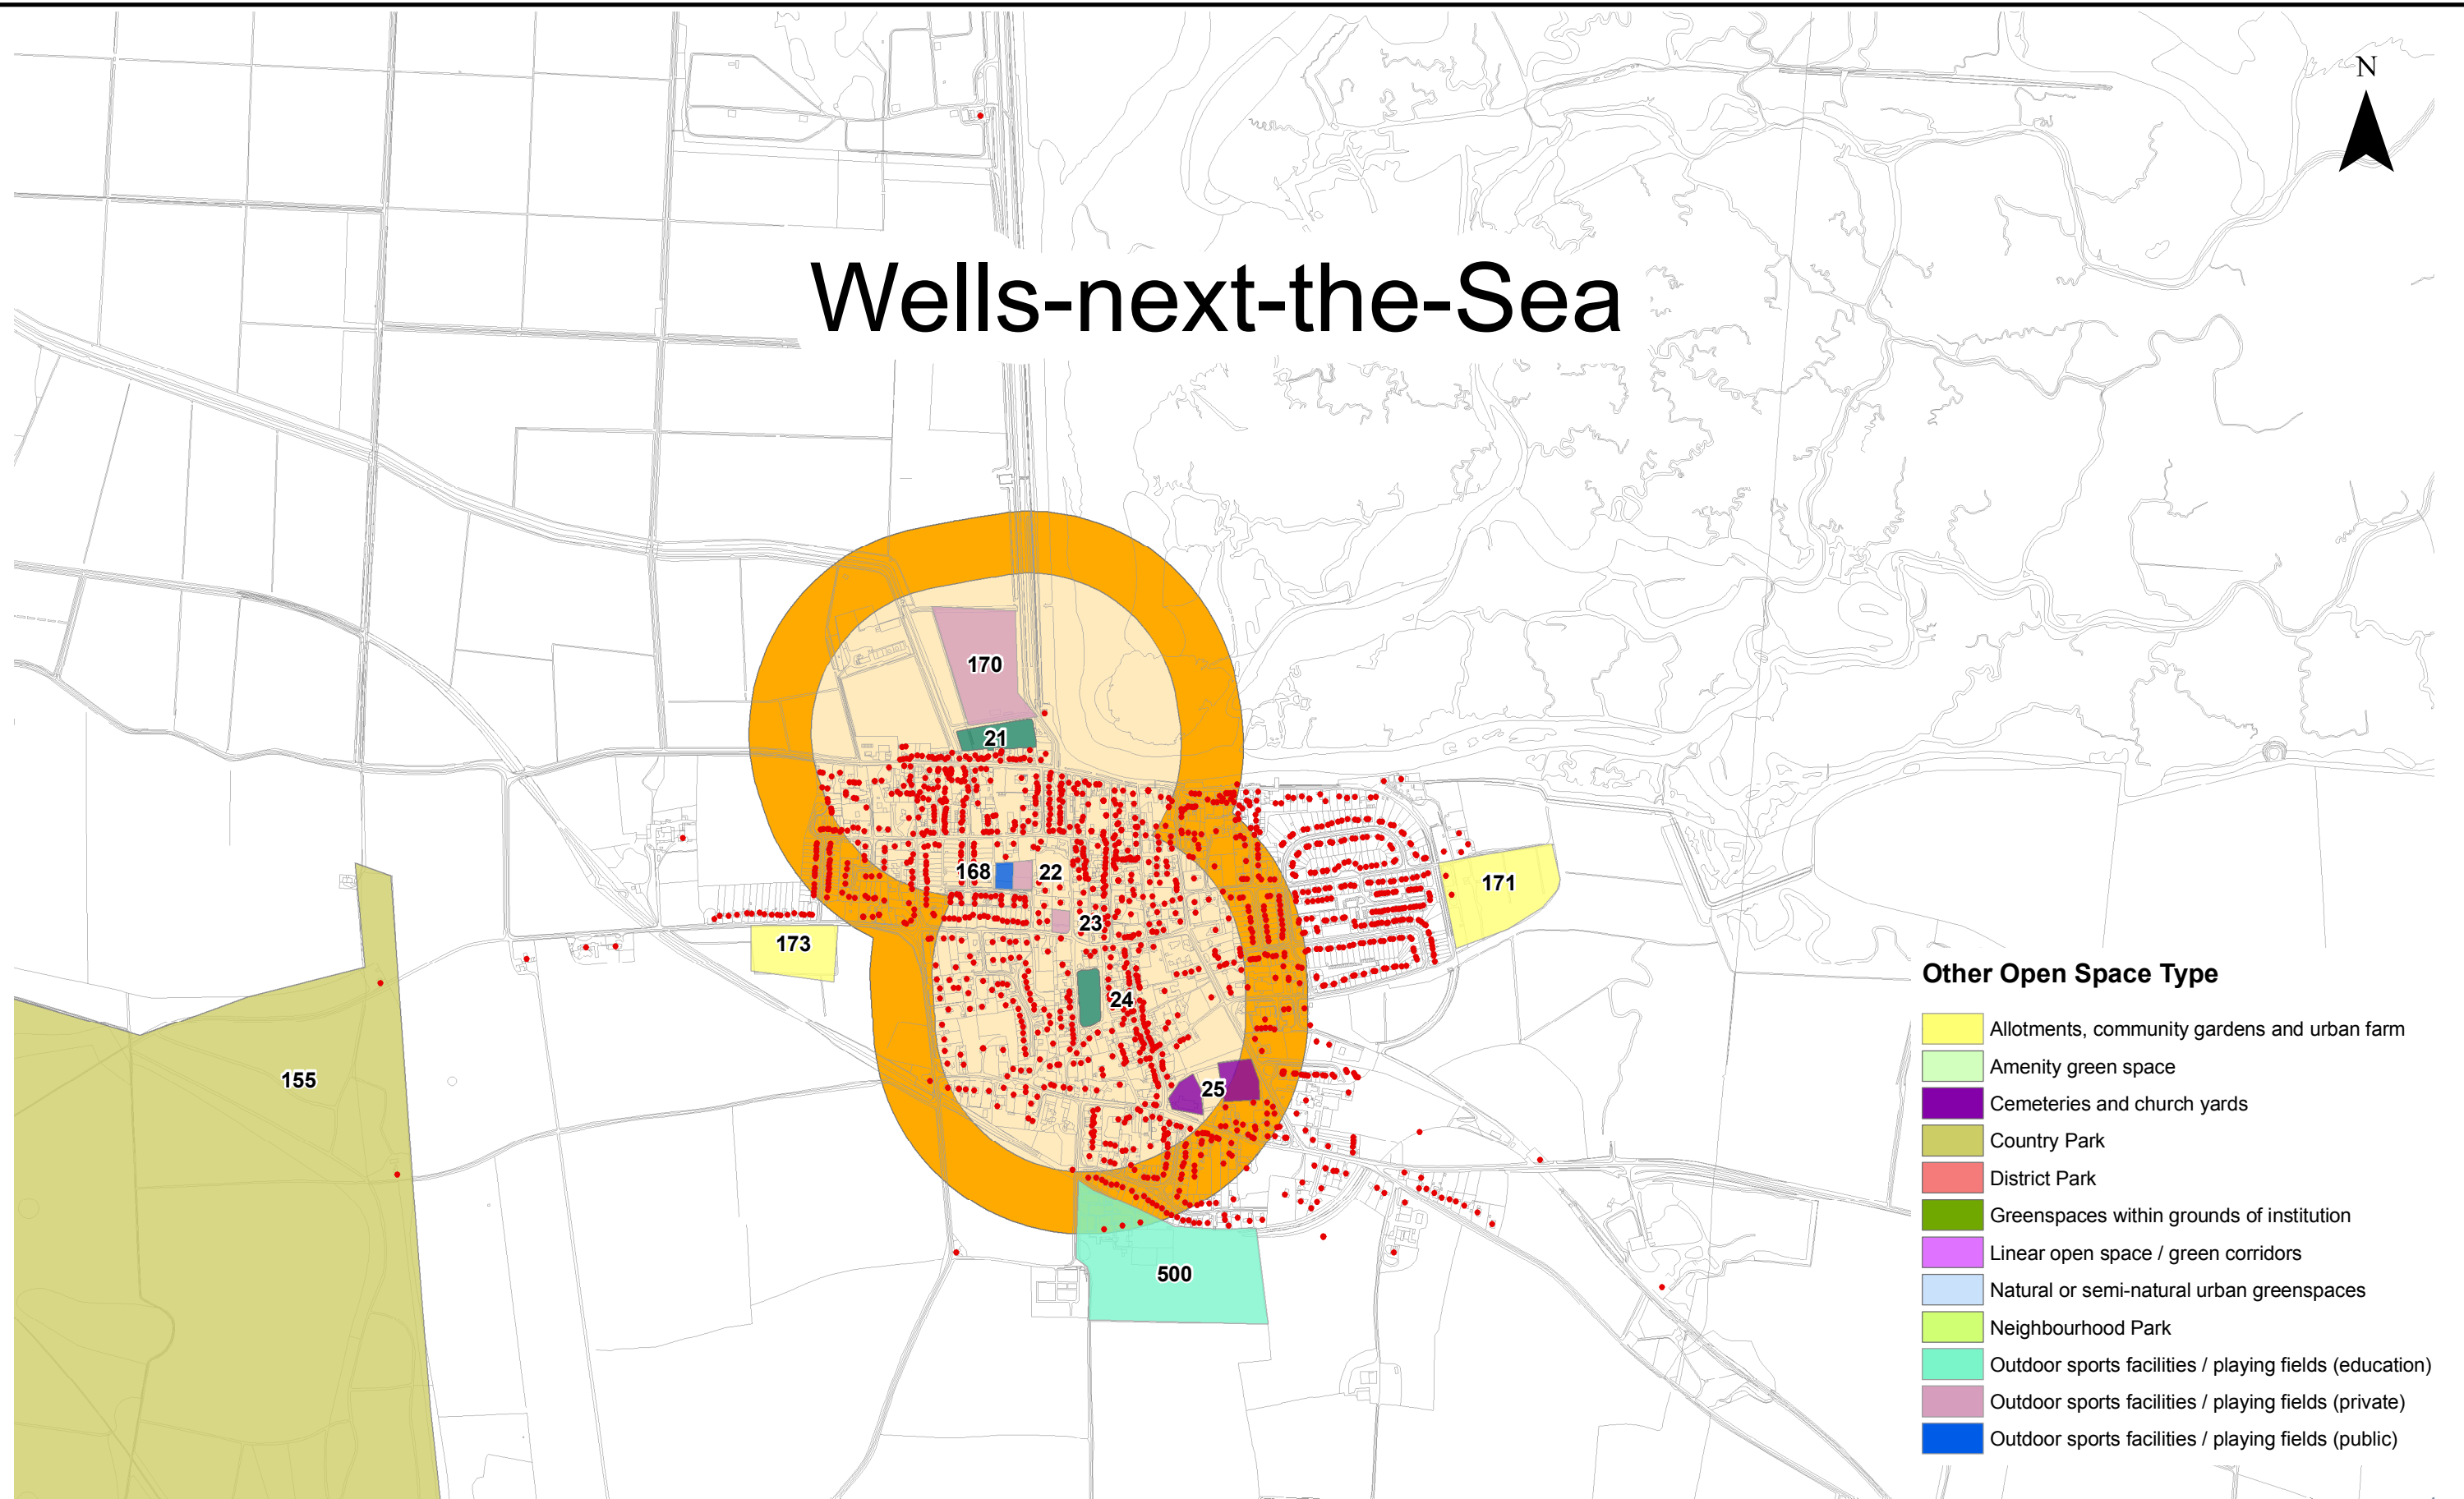 N
Wells-next-the-Sea
170
21
168
22
171
23
173
24
155
25
500
Other Open Space Type
Allotments, community gardens and urban farm
Amenity green space
Cemeteries and church yards
Country Park
District Park
Greenspaces within grounds of institution
Linear open space / green corridors
Natural or semi-natural urban greenspaces
Neighbourhood Park
Outdoor sports facilities / playing fields (education)
Outdoor sports facilities / playing fields (private)
Outdoor sports facilities / playing fields (public)